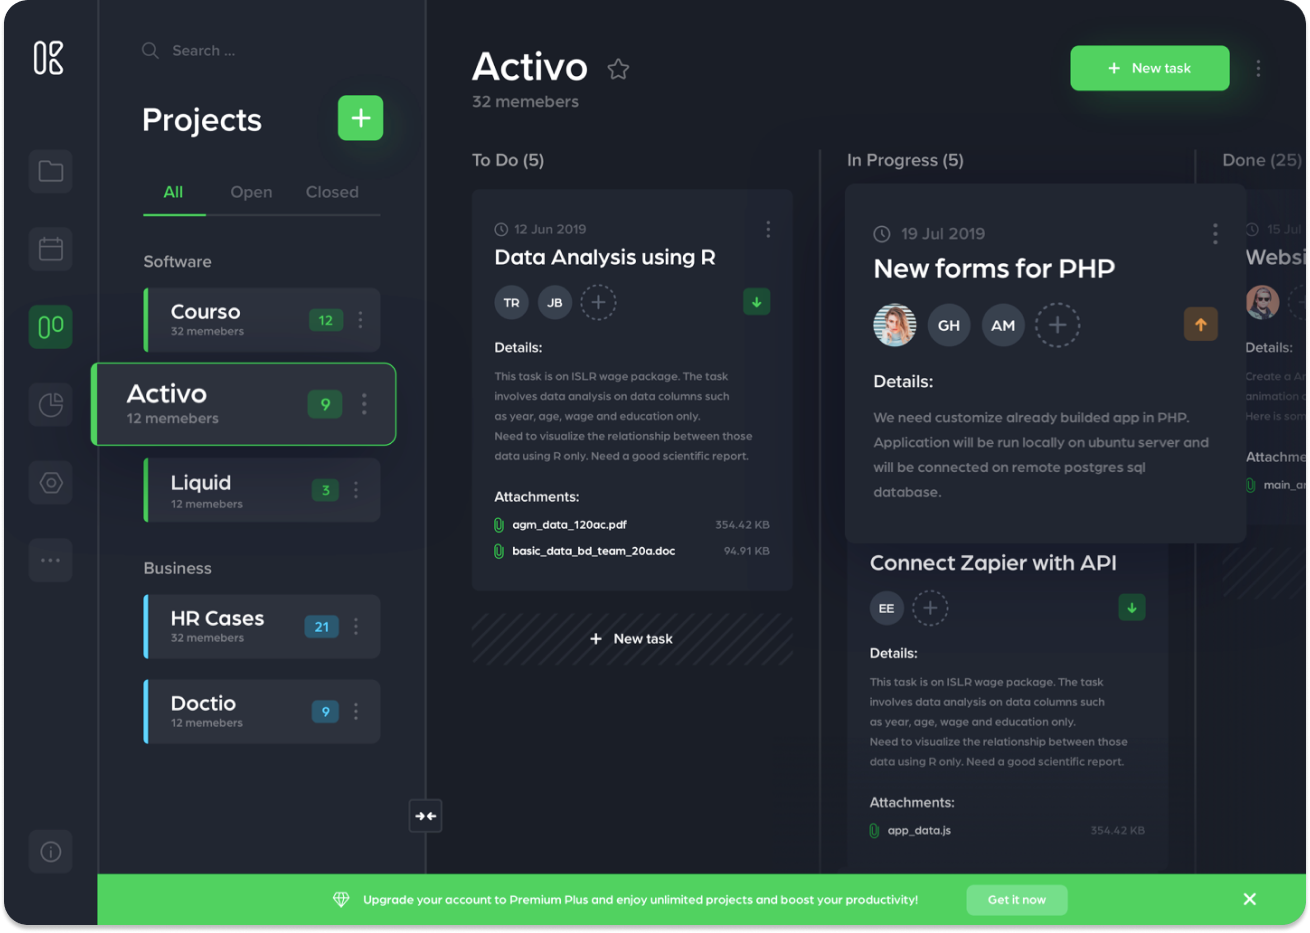 Search ...
Projects
+
All Open Closed
Software
Courso
32 memebers
12
Activo
12 memebers
9
Liquid
12 memebers
3
Business
HR Cases
32 memebers
21
Doctio
12 memebers
9
Activo
32 memebers
+ New task
To Do (5)
12 Jun 2019
Data Analysis using R
TR JB +
Details:
This task is on ISLR wage package. The task
involves data analysis on data columns such
as year, age, wage and education only.
Need to visualize the relationship between those
data using R only. Need a good scientific report.
Attachments:
agm_data_120ac.pdf 354.42 KB
basic_data_bd_team_20a.doc 94.91 KB
+ New task
In Progress (5)
19 Jul 2019
New forms for PHP
GH AM +
Details:
We need customize already builded app in PHP.
Application will be run locally on ubuntu server and
will be connected on remote postgres sql
database.
Connect Zapier with API
EE +
Details:
This task is on ISLR wage package. The task
involves data analysis on data columns such
as year, age, wage and education only.
Need to visualize the relationship between those
data using R only. Need a good scientific report.
Attachments:
app_data.js 354.42 KB
Done (25)
15 Jul
Websi
Details:
Create a
animation
Here is som
Attachme
main_a
Upgrade your account to Premium Plus and enjoy unlimited projects and boost your productivity!
Get it now